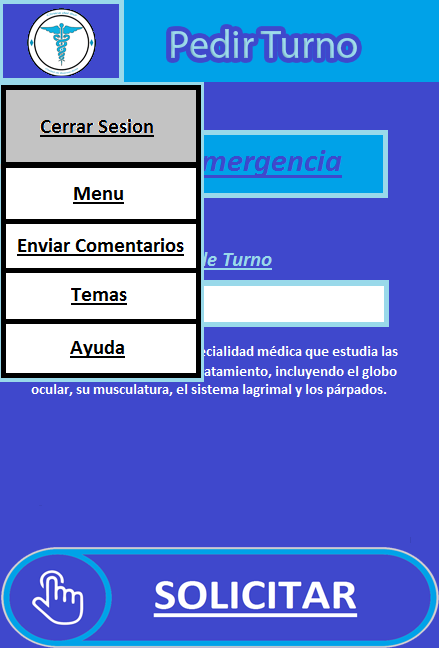 Pedir Turno
Cerrar Sesion
Menu
Enviar Comentarios
Temas
Ayuda
mergencia
de Turno
ecialidad médica que estudia las
atamiento, incluyendo el globo
ocular, su musculatura, el sistema lagrimal y los párpados.
SOLICITAR